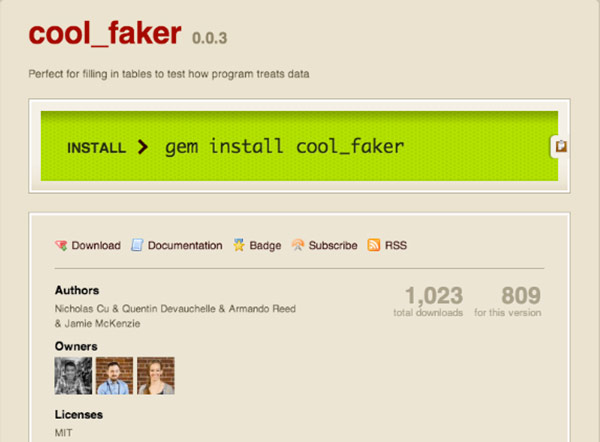 cool_faker 0.0.3
Perfect for filling in tables to test how program treats data
INSTALL gem install cool_faker
Download Documentation Badge Subscribe RSS
Authors
1,023 809
total downloads for this version
Nicholas Cu & Quentin Devauchelle & Armando Reed
& Jamie McKenzie
Owners
Licenses
MIT